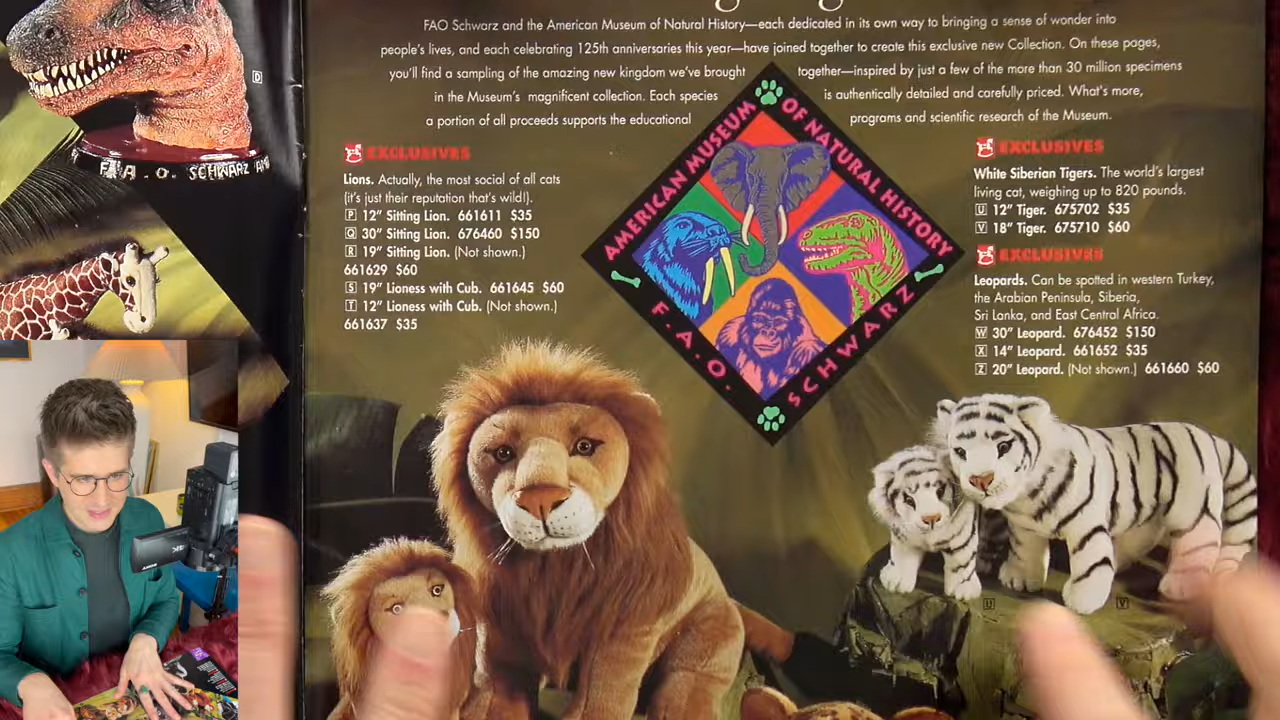 FAO Schwarz and the American Museum of Natural History—each dedicated in its own way to bringing a sense of wonder into
people's lives, and each celebrating 125th anniversaries this year—have joined together to create this exclusive new Collection. On these pages,
you'll find a sampling of the amazing new kingdom we've brought together—inspired by just a few of the more than 30 million specimens
in the Museum's magnificent collection. Each species is authentically detailed and carefully priced. What's more,
a portion of all proceeds supports the educational programs and scientific research of the Museum.
EXCLUSIVES
Lions. Actually, the most social of all cats
(it's just their reputation that's wild!).
P 12" Sitting Lion. 661611 $35
Q 30" Sitting Lion. 676460 $150
R 19" Sitting Lion. (Not shown.)
661629 $60
S 19" Lioness with Cub. 661645 $60
T 12" Lioness with Cub. (Not shown.)
661637 $35
AMERICAN MUSEUM
OF NATURAL HISTORY
F.A.O.
SCHWARZ
EXCLUSIVES
White Siberian Tigers. The world's largest
living cat, weighing up to 820 pounds.
U 12" Tiger. 675702 $35
V 18" Tiger. 675710 $60
EXCLUSIVES
Leopards. Can be spotted in western Turkey,
the Arabian Peninsula, Siberia,
Sri Lanka, and East Central Africa.
W 30" Leopard. 676452 $150
X 14" Leopard. 661652 $35
Z 20" Leopard. (Not shown.) 661660 $60
D
F.A.O. SCHWARZ
U
V
SONY